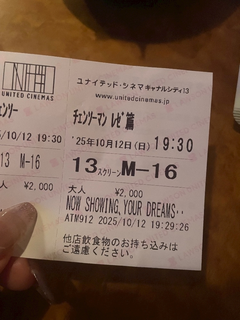 UNITED CINEMAS
ユナイテッド・シネマ キャナルシティ13
www.unitedcinemas.jp
ェンソー
チェンソーマン レゼ篇
25/10/12 19:30
'25年10月12日(日) 19:30
13 M-16
13スクリーン M-16
¥2,000
大人 ¥2,000
NOW SHOWING,YOUR DREAMS‥
ATM912 2025/10/12 19:29:26
他店飲食物のお持ち込みは
ご遠慮ください。